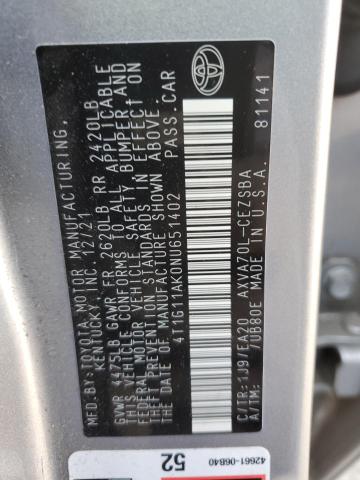 MFD.BY:TOYOTA MOTOR MANUFACTURING,
KENTUCKY, INC. 12/21
GVWR 4475LB GAWR FR 2620LB RR 2420LB
THIS VEHICLE CONFORMS TO ALL APPLICABLE
FEDERAL MOTOR VEHICLE SAFETY, BUMPER, AND
THEFT PREVENTION STANDARDS IN EFFECT ON
THE DATE OF MANUFACTURE SHOWN ABOVE.
4T1G11AK0NU651402 PASS.CAR
TOYOTA
C/TR:1J9/EA20 AXVA70L-CEZSBA
A/TM: /UB80E MADE IN U.S.A. 81141
52
42661-06B40